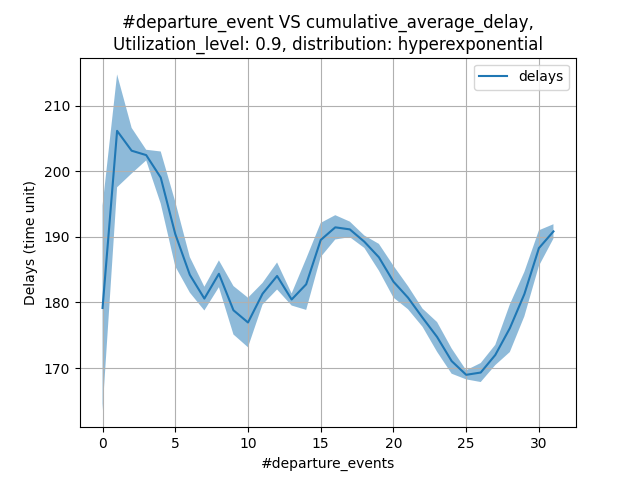 #departure_event VS cumulative_average_delay,
Utilization_level: 0.9, distribution: hyperexponential
delays
210
200
190
180
170
Delays (time unit)
0 5 10 15 20 25 30
#departure_events